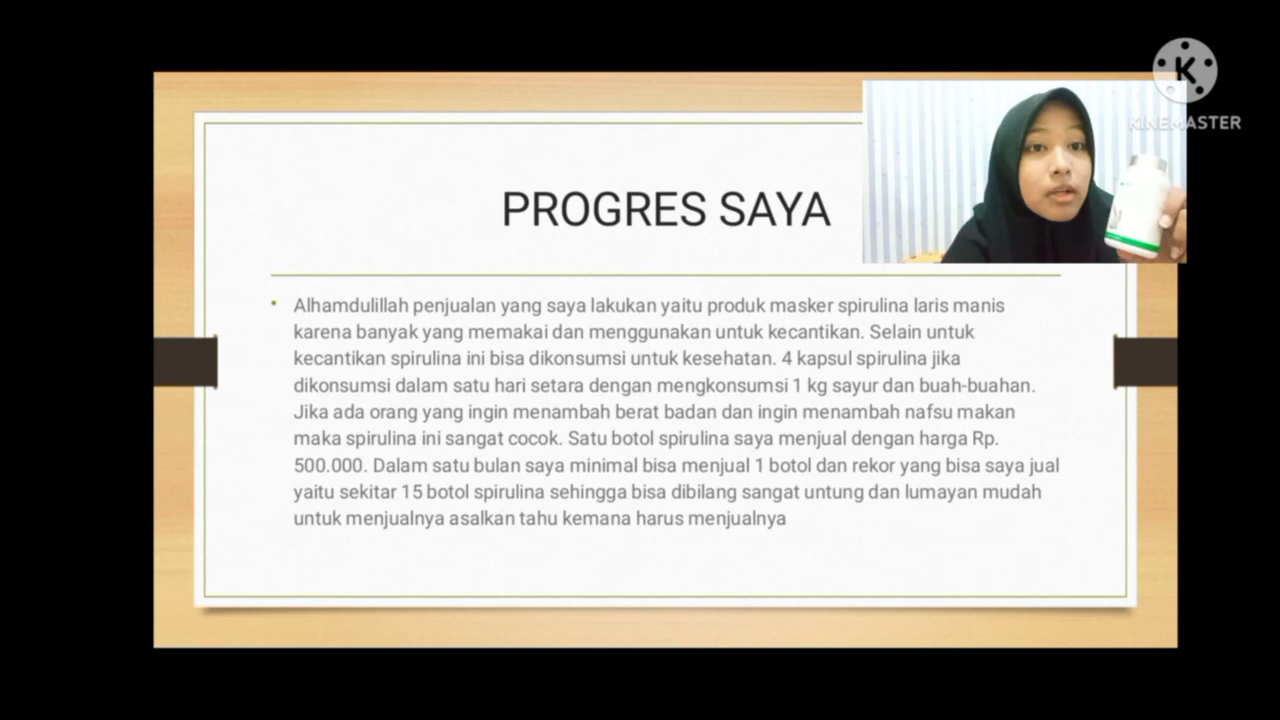 KINEMASTER
PROGRES SAYA
• Alhamdulillah penjualan yang saya lakukan yaitu produk masker spirulina laris manis
karena banyak yang memakai dan menggunakan untuk kecantikan. Selain untuk
kecantikan spirulina ini bisa dikonsumsi untuk kesehatan. 4 kapsul spirulina jika
dikonsumsi dalam satu hari setara dengan mengkonsumsi 1 kg sayur dan buah-buahan.
Jika ada orang yang ingin menambah berat badan dan ingin menambah nafsu makan
maka spirulina ini sangat cocok. Satu botol spirulina saya menjual dengan harga Rp.
500.000. Dalam satu bulan saya minimal bisa menjual 1 botol dan rekor yang bisa saya jual
yaitu sekitar 15 botol spirulina sehingga bisa dibilang sangat untung dan lumayan mudah
untuk menjualnya asalkan tahu kemana harus menjualnya